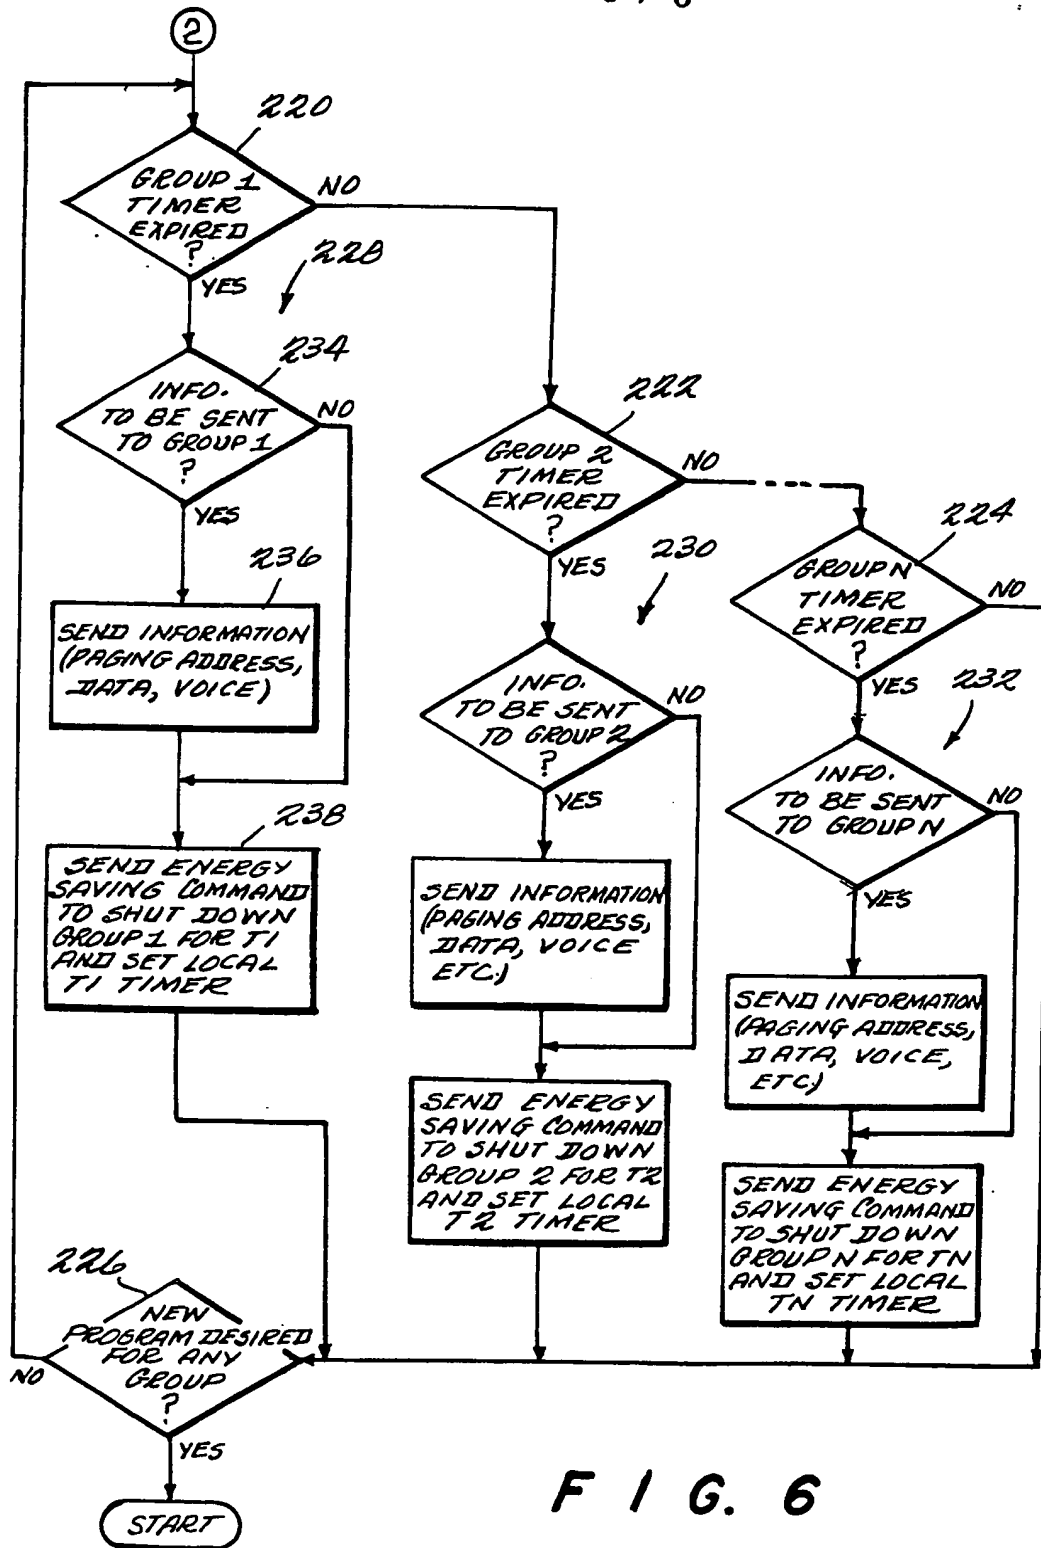 2
220
GROUP 1
TIMER
EXPIRED
?
NO
YES
228
234
INFO.
TO BE SENT
TO GROUP 1
?
NO
YES
236
SEND INFORMATION
(PAGING ADDRESS,
DATA, VOICE)
238
SEND ENERGY
SAVING COMMAND
TO SHUT DOWN
GROUP 1 FOR T1
AND SET LOCAL
T1 TIMER
222
GROUP 2
TIMER
EXPIRED
?
NO
YES
230
INFO.
TO BE SENT
TO GROUP 2
?
NO
YES
SEND INFORMATION
(PAGING ADDRESS,
DATA, VOICE
ETC.)
SEND ENERGY
SAVING COMMAND
TO SHUT DOWN
GROUP 2 FOR T2
AND SET LOCAL
T2 TIMER
224
GROUP N
TIMER
EXPIRED
?
NO
YES
232
INFO.
TO BE SENT
TO GROUP N
NO
YES
SEND INFORMATION
(PAGING ADDRESS,
DATA, VOICE,
ETC.)
SEND ENERGY
SAVING COMMAND
TO SHUT DOWN
GROUP N FOR TN
AND SET LOCAL
TN TIMER
226
NEW
PROGRAM DESIRED
FOR ANY
GROUP
?
NO
YES
START
FIG. 6